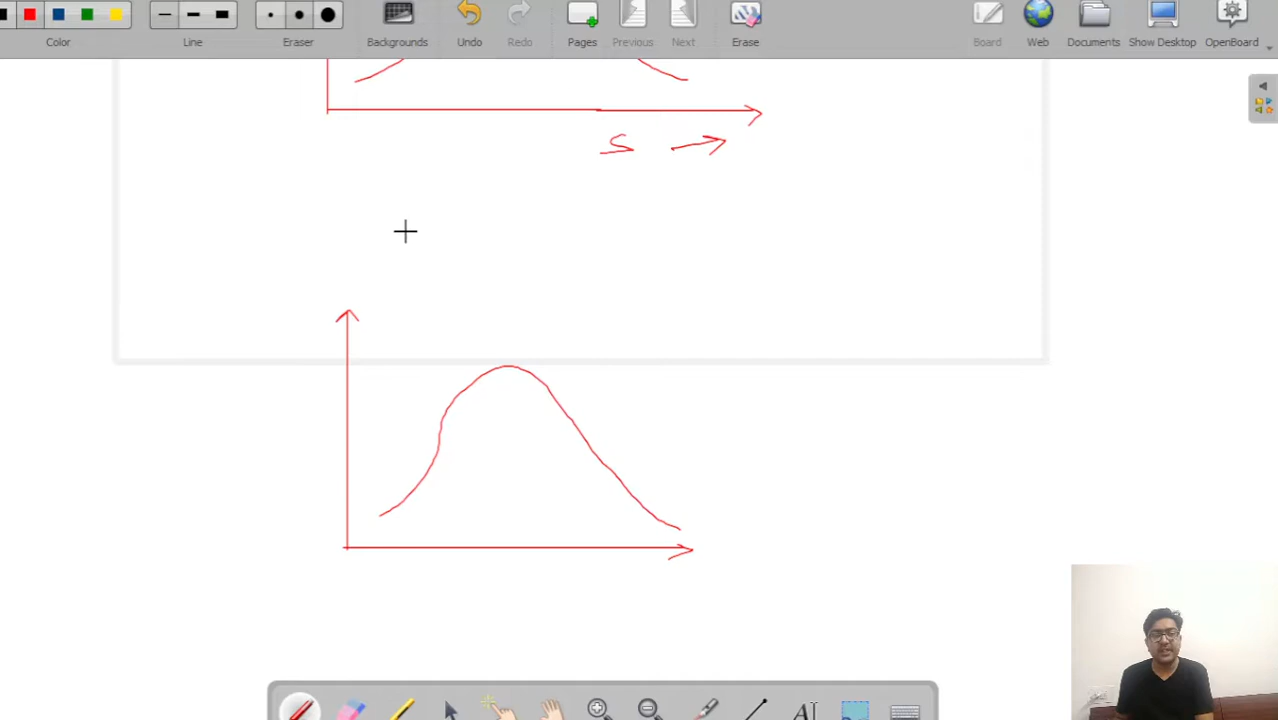 Color
Line
Eraser
Backgrounds
Undo
Redo
Pages
Previous
Next
Erase
Board
Web
Documents
Show Desktop
OpenBoard
S →